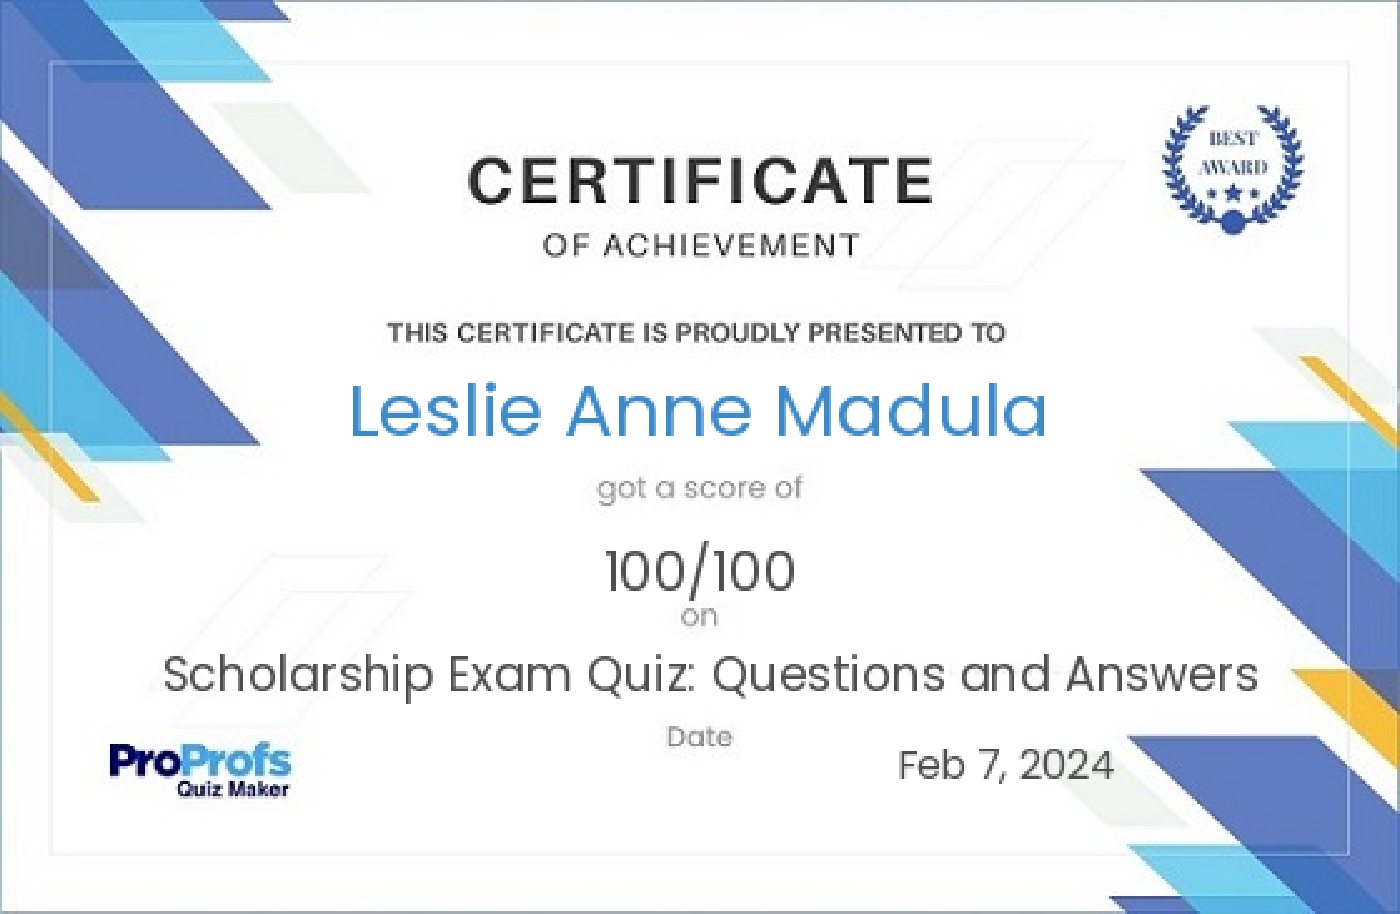 BEST
AWARD
CERTIFICATE
OF ACHIEVEMENT
THIS CERTIFICATE IS PROUDLY PRESENTED TO
Leslie Anne Madula
got a score of
100/100
on
Scholarship Exam Quiz: Questions and Answers
Date
Feb 7, 2024
ProProfs
Quiz Maker